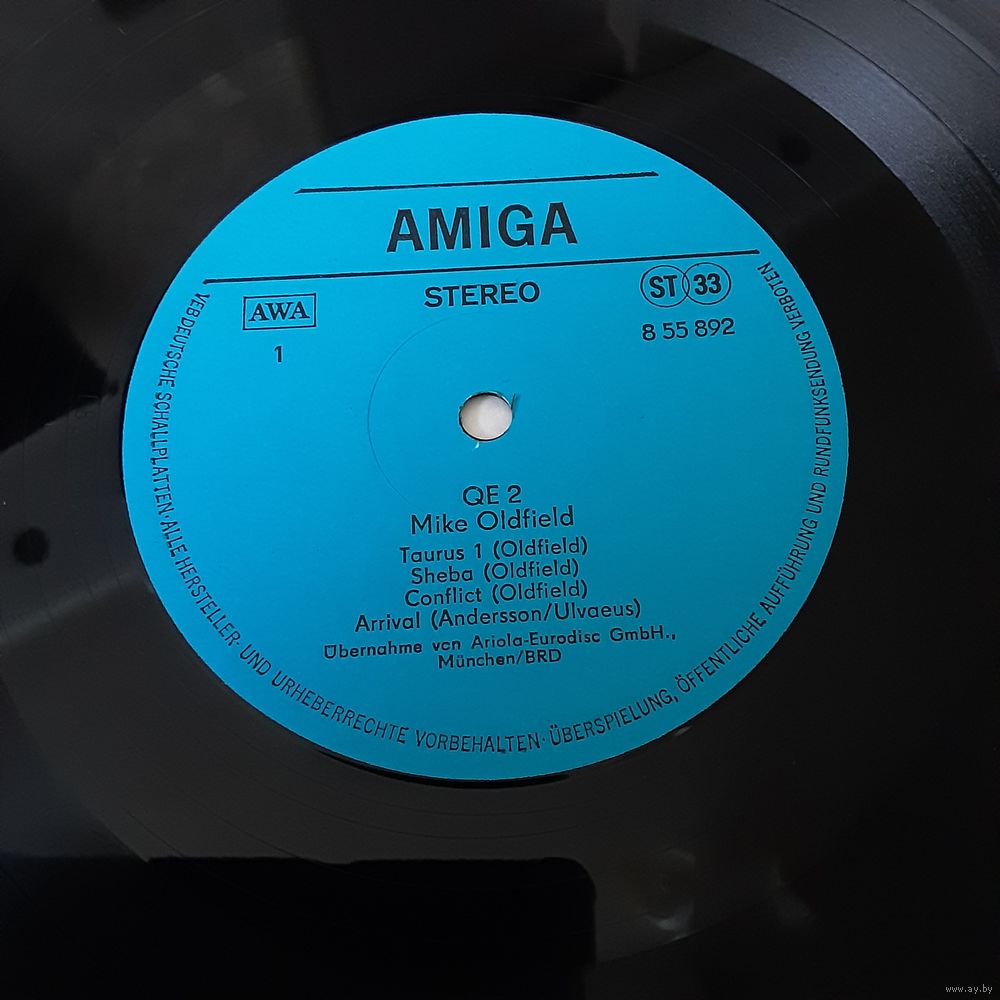 AMIGA
AWA
STEREO
ST 33
1
8 55 892
QE 2
Mike Oldfield
Taurus 1 (Oldfield)
Sheba (Oldfield)
Conflict (Oldfield)
Arrival (Andersson/Ulvaeus)
Übernahme von Ariola-Eurodisc GmbH.,
München/BRD
VEB DEUTSCHE SCHALLPLATTEN · ALLE HERSTELLER- UND URHEBERRECHTE VORBEHALTEN · ÜBERSPIELUNG, ÖFFENTLICHE AUFFÜHRUNG UND RUNDFUNKSENDUNG VERBOTEN
www.ay.by